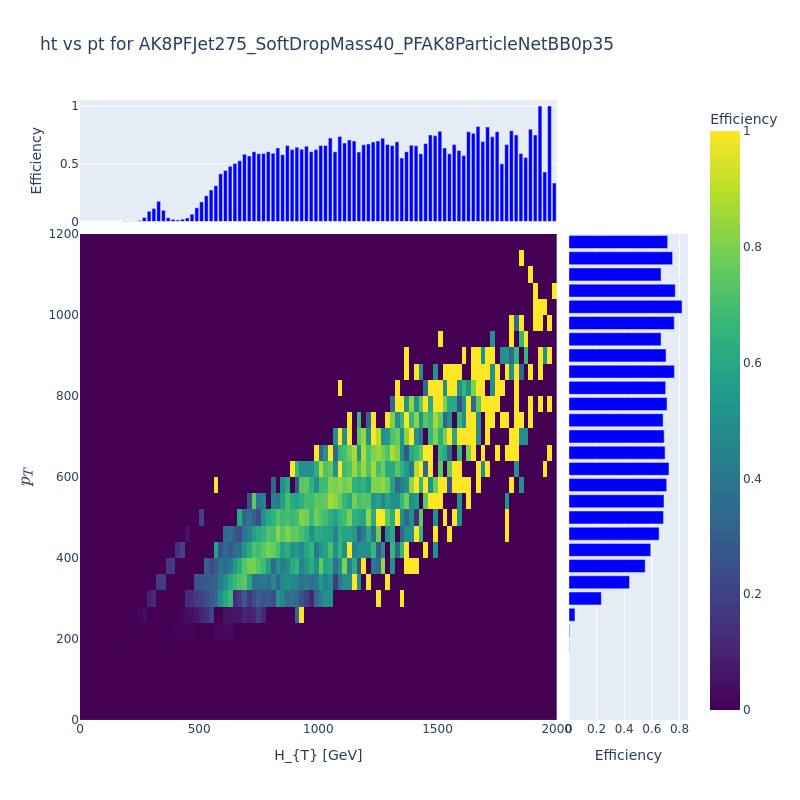 ht vs pt for AK8PFJet275_SoftDropMass40_PFAK8ParticleNetBB0p35
Efficiency
1
0.5
0
Efficiency
1
0.8
0.6
0.4
0.2
0
p_T
1200
1000
800
600
400
200
0
0 500 1000 1500 2000
H_{T} [GeV]
0 0.2 0.4 0.6 0.8
Efficiency